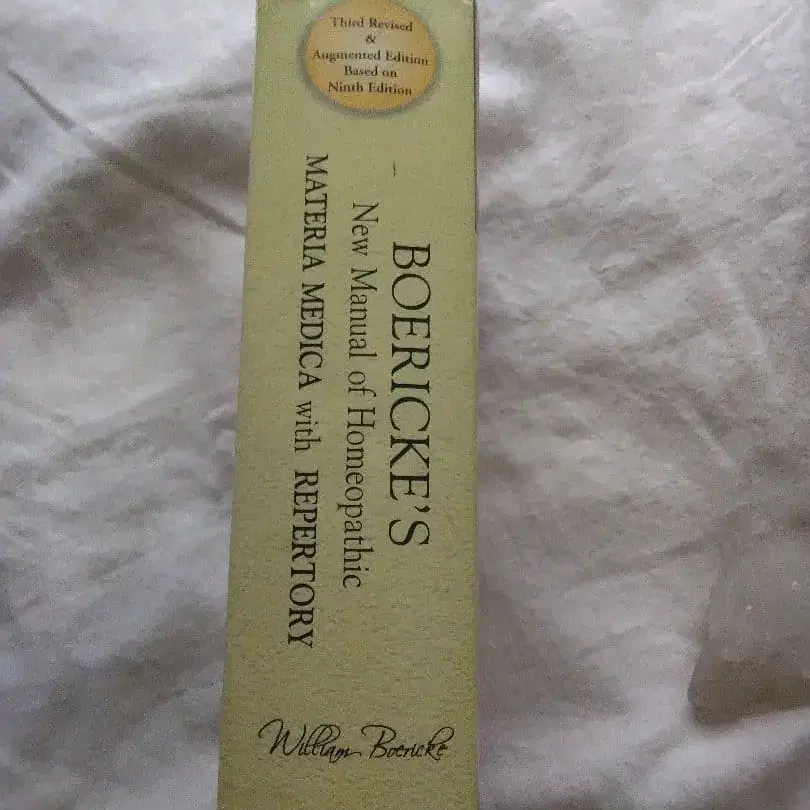 Third Revised
&
Augmented Edition
Based on
Ninth Edition
BOERICKE'S
New Manual of Homeopathic
MATERIA MEDICA with REPERTORY
William Boericke